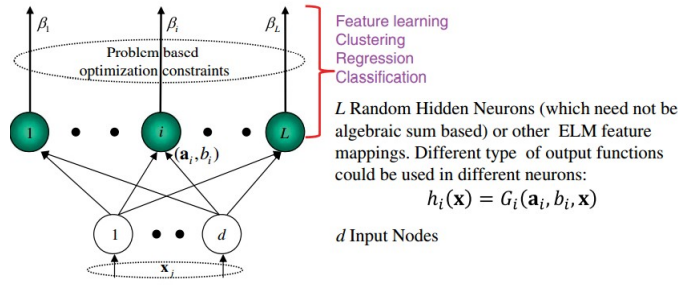 β₁ βᵢ β_L
Feature learning
Clustering
Regression
Classification
Problem based
optimization constraints
1 i L
(aᵢ,bᵢ)
L Random Hidden Neurons (which need not be
algebraic sum based) or other ELM feature
mappings. Different type of output functions
could be used in different neurons:
hᵢ(x) = Gᵢ(aᵢ, bᵢ, x)
1 d
d Input Nodes
xⱼ